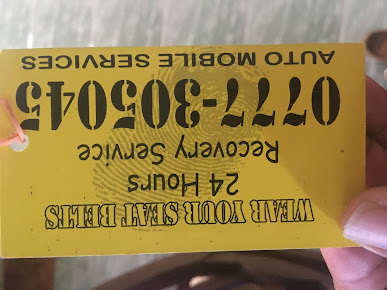 WEAR YOUR SEAT BELTS
24 Hours
Recovery Service
0777-305045
AUTO MOBILE SERVICES